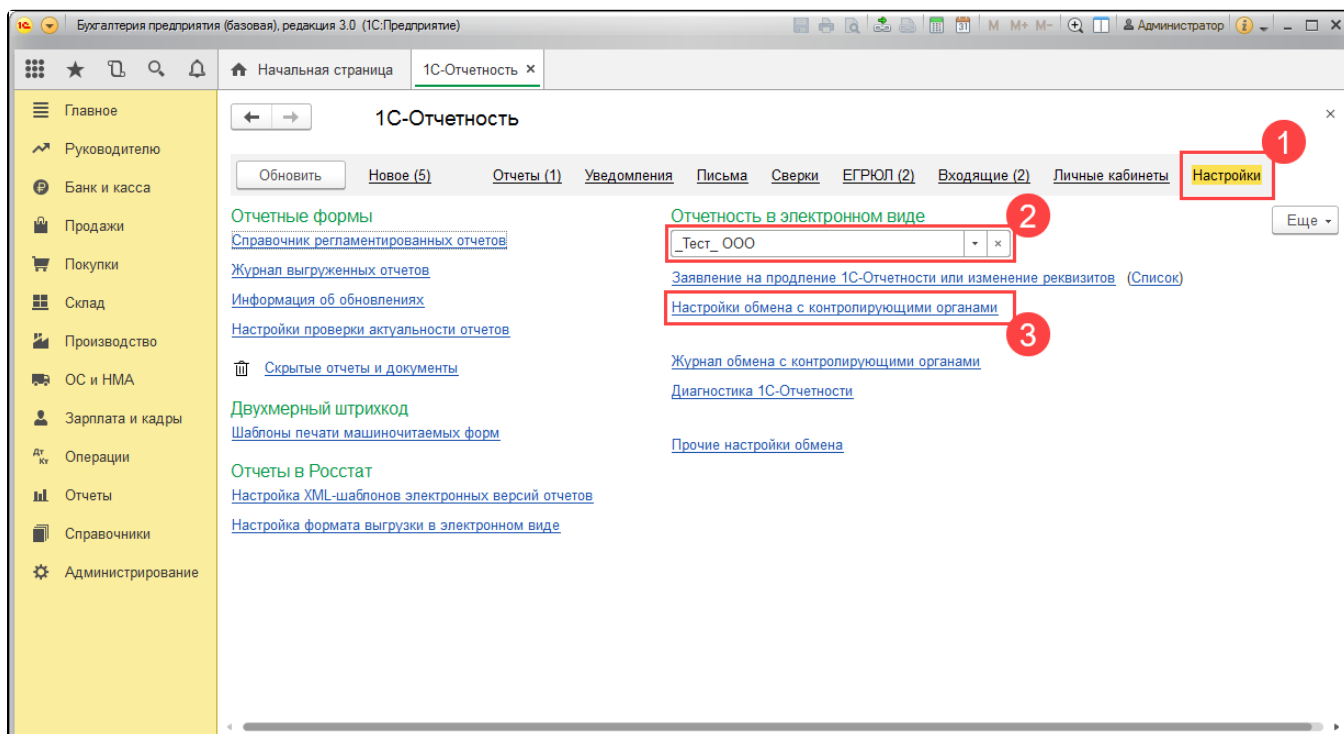 Бухгалтерия предприятия (базовая), редакция 3.0 (1С:Предприятие)
M M+ M-
Администратор
Начальная страница
1С-Отчетность
Главное
Руководителю
Банк и касса
Продажи
Покупки
Склад
Производство
ОС и НМА
Зарплата и кадры
Дт Кт Операции
Отчеты
Справочники
Администрирование
1С-Отчетность
1
Обновить Новое (5) Отчеты (1) Уведомления Письма Сверки ЕГРЮЛ (2) Входящие (2) Личные кабинеты Настройки
Еще
Отчетные формы
Справочник регламентированных отчетов
Журнал выгруженных отчетов
Информация об обновлениях
Настройки проверки актуальности отчетов
Скрытые отчеты и документы
Двухмерный штрихкод
Шаблоны печати машиночитаемых форм
Отчеты в Росстат
Настройка XML-шаблонов электронных версий отчетов
Настройка формата выгрузки в электронном виде
Отчетность в электронном виде
2
_Тест_ ООО
Заявление на продление 1С-Отчетности или изменение реквизитов (Список)
Настройки обмена с контролирующими органами
3
Журнал обмена с контролирующими органами
Диагностика 1С-Отчетности
Прочие настройки обмена